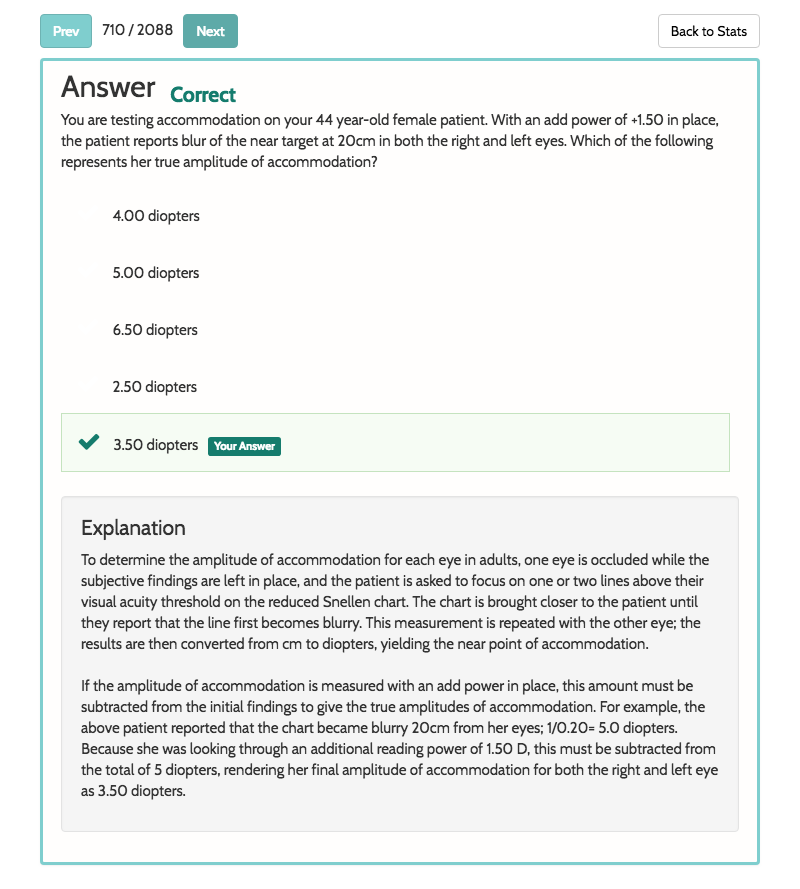 Prev 710 / 2088 Next Back to Stats
Answer Correct
You are testing accommodation on your 44 year-old female patient. With an add power of +1.50 in place,
the patient reports blur of the near target at 20cm in both the right and left eyes. Which of the following
represents her true amplitude of accommodation?
4.00 diopters
5.00 diopters
6.50 diopters
2.50 diopters
3.50 diopters Your Answer
Explanation
To determine the amplitude of accommodation for each eye in adults, one eye is occluded while the
subjective findings are left in place, and the patient is asked to focus on one or two lines above their
visual acuity threshold on the reduced Snellen chart. The chart is brought closer to the patient until
they report that the line first becomes blurry. This measurement is repeated with the other eye; the
results are then converted from cm to diopters, yielding the near point of accommodation.
If the amplitude of accommodation is measured with an add power in place, this amount must be
subtracted from the initial findings to give the true amplitudes of accommodation. For example, the
above patient reported that the chart became blurry 20cm from her eyes; 1/0.20= 5.0 diopters.
Because she was looking through an additional reading power of 1.50 D, this must be subtracted from
the total of 5 diopters, rendering her final amplitude of accommodation for both the right and left eye
as 3.50 diopters.